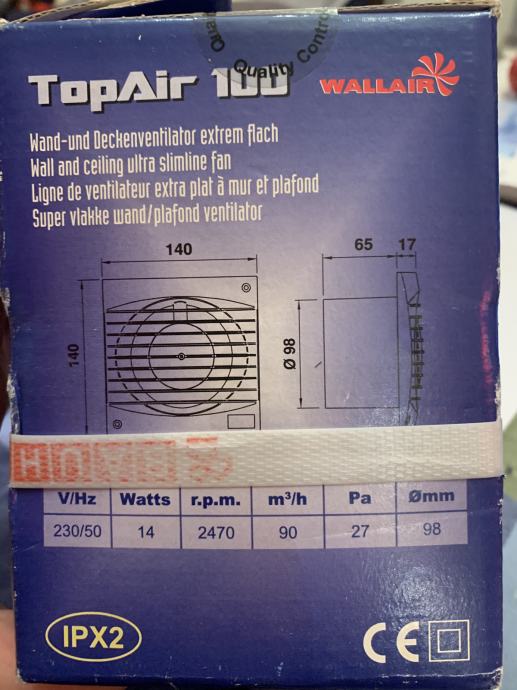 Quality Control
TopAir 100
WALLAIR
Wand-und Deckenventilator extrem flach
Wall and ceiling ultra slimline fan
Ligne de ventilateur extra plat à mur et plafond
Super vlakke wand/plafond ventilator
140
65 17
140
Ø 98
V/Hz Watts r.p.m. m³/h Pa Ømm
230/50 14 2470 90 27 98
IPX2
CE